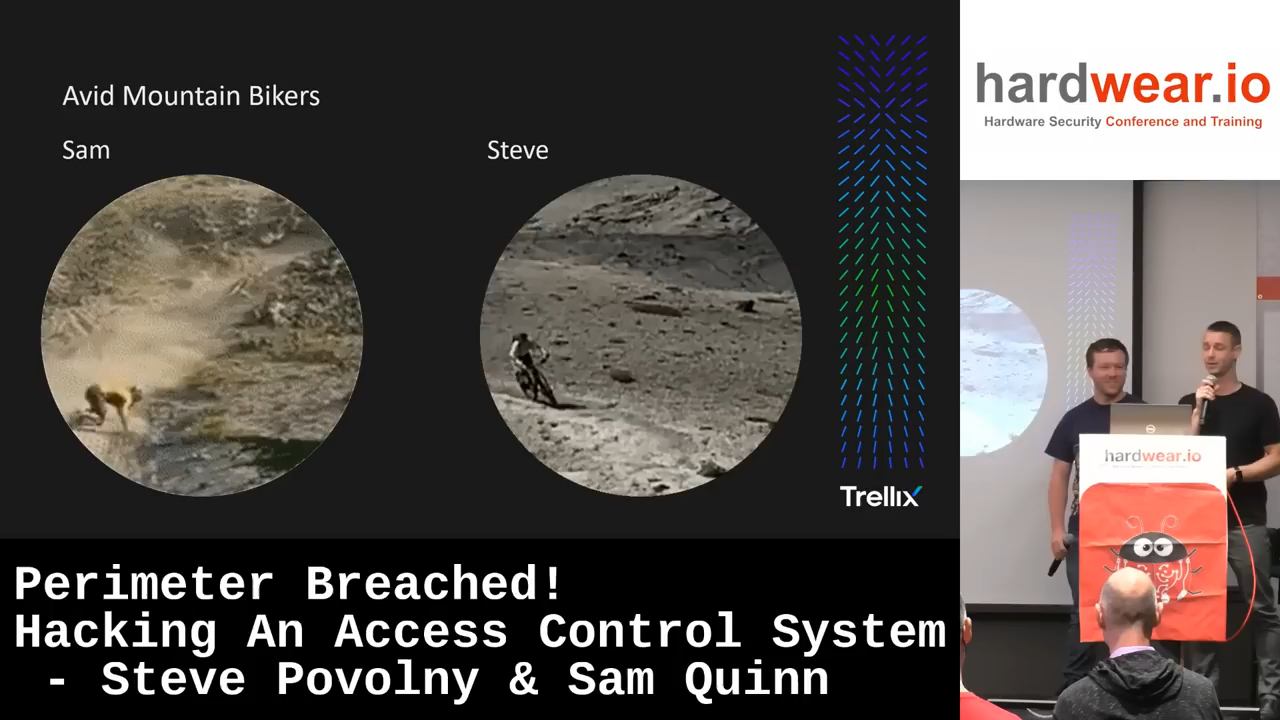 Avid Mountain Bikers
Sam
Steve
Trellix
hardwear.io
Hardware Security Conference and Training
hardwear.io
Perimeter Breached!
Hacking An Access Control System
- Steve Povolny & Sam Quinn